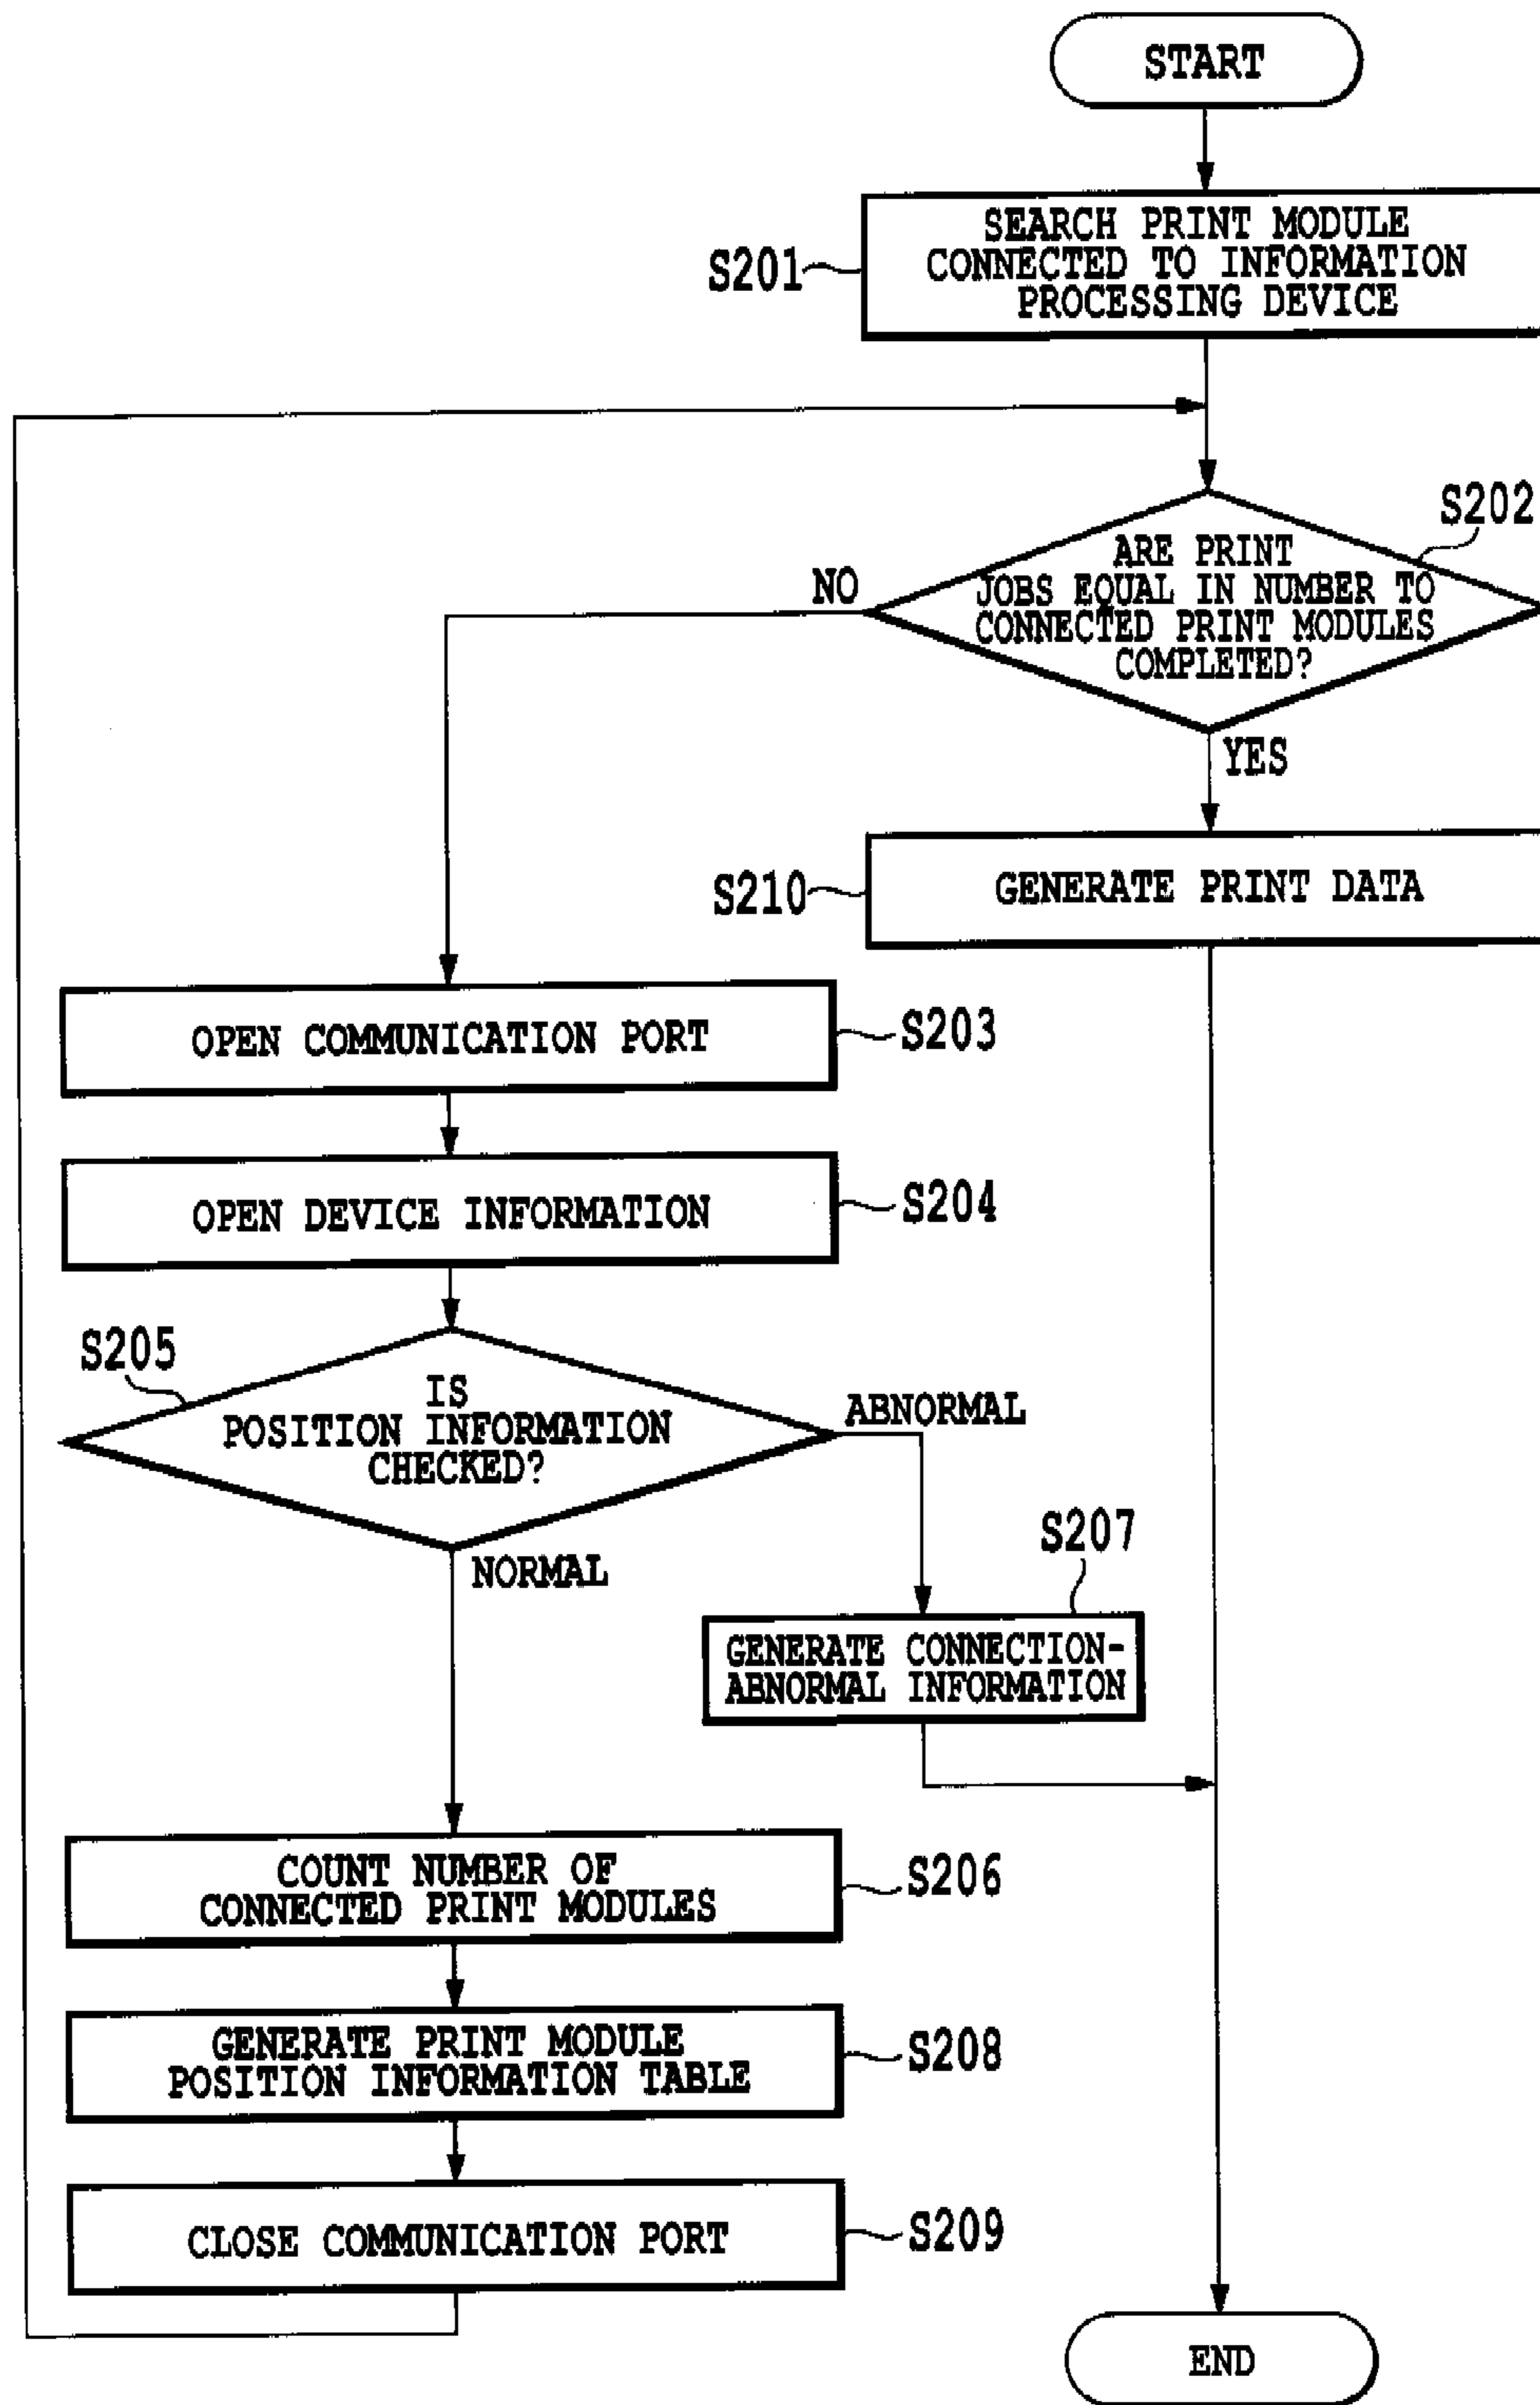 START
S201
SEARCH PRINT MODULE
CONNECTED TO INFORMATION
PROCESSING DEVICE
S202
ARE PRINT
JOBS EQUAL IN NUMBER TO
CONNECTED PRINT MODULES
COMPLETED?
NO
YES
S210
GENERATE PRINT DATA
OPEN COMMUNICATION PORT
S203
OPEN DEVICE INFORMATION
S204
S205
IS
POSITION INFORMATION
CHECKED?
ABNORMAL
NORMAL
S207
GENERATE CONNECTION-
ABNORMAL INFORMATION
COUNT NUMBER OF
CONNECTED PRINT MODULES
S206
GENERATE PRINT MODULE
POSITION INFORMATION TABLE
S208
CLOSE COMMUNICATION PORT
S209
END